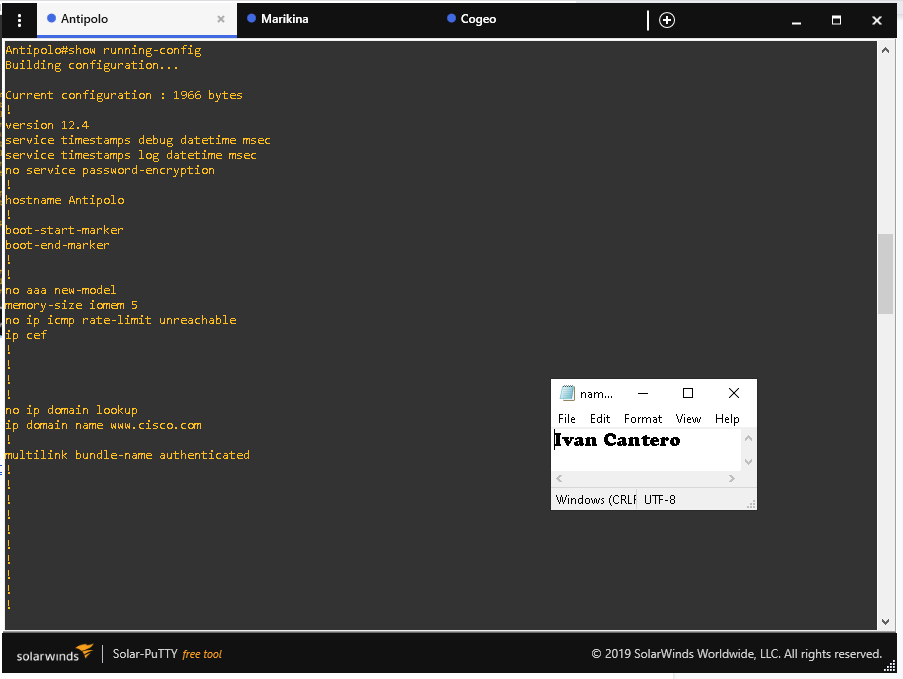 Antipolo
Marikina
Cogeo
Antipolo#show running-config
Building configuration...
Current configuration : 1966 bytes
!
version 12.4
service timestamps debug datetime msec
service timestamps log datetime msec
no service password-encryption
!
hostname Antipolo
!
boot-start-marker
boot-end-marker
!
!
no aaa new-model
memory-size iomem 5
no ip icmp rate-limit unreachable
ip cef
!
!
!
!
no ip domain lookup
ip domain name www.cisco.com
!
multilink bundle-name authenticated
!
!
!
!
!
!
!
!
!
!
nam...
File Edit Format View Help
Ivan Cantero
Windows (CRLF UTF-8
solarwinds Solar-PuTTY free tool
© 2019 SolarWinds Worldwide, LLC. All rights reserved.